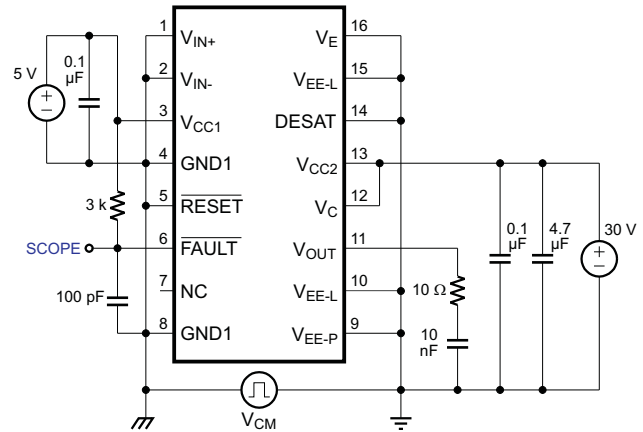 1 V_IN+ V_E 16
2 V_IN- V_EE-L 15
3 V_CC1 DESAT 14
4 GND1 V_CC2 13
5 RESET V_C 12
6 FAULT V_OUT 11
7 NC V_EE-L 10
8 GND1 V_EE-P 9
5 V
+
−
0.1
µF
3 k
SCOPE
100 pF
V_CM
10 Ω
10
nF
0.1
µF
4.7
µF
30 V
+
−